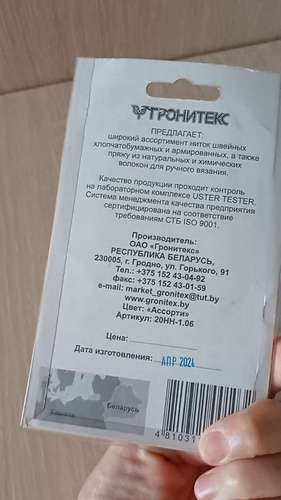 ГРОНИТЕКС
ПРЕДЛАГАЕТ:
широкий ассортимент ниток швейных
хлопчатобумажных и армированных, а также
пряжу из натуральных и химических
волокон для ручного вязания.
Качество продукции проходит контроль
на лабораторном комплексе USTER TESTER.
Система менеджмента качества предприятия
сертифицирована на соответствие
требованиям СТБ ISO 9001.
Производитель:
ОАО «Гронитекс»
РЕСПУБЛИКА БЕЛАРУСЬ,
230005, г. Гродно, ул. Горького, 91
Тел.: +375 152 43-04-92
факс: +375 152 43-01-59
e-mail: market_gronitex@tut.by
www.gronitex.by
Цвет: «Ассорти»
Артикул: 20НН-1.06
Цена:
Дата изготовления: АПР 2024
Европа
Беларусь
4 81031